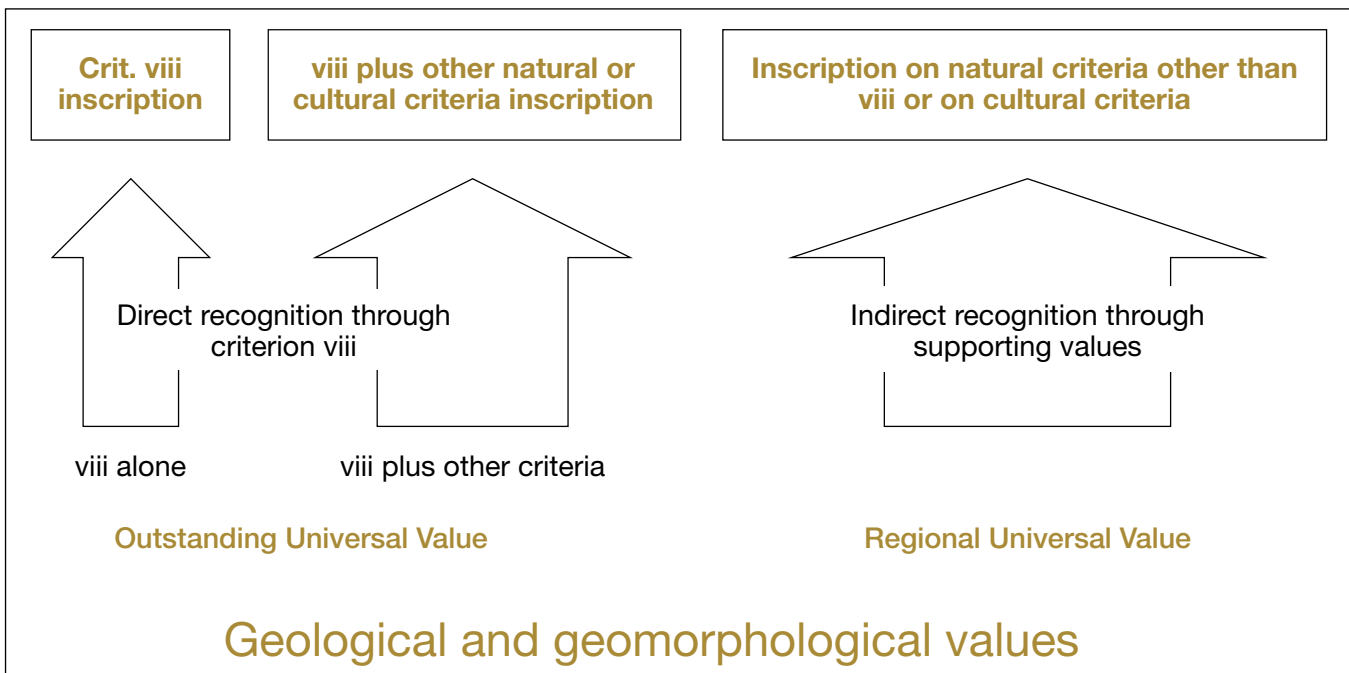 Crit. viii
inscription
viii plus other natural or
cultural criteria inscription
Inscription on natural criteria other than
viii or on cultural criteria
Direct recognition through
criterion viii
Indirect recognition through
supporting values
viii alone
viii plus other criteria
Outstanding Universal Value
Regional Universal Value
Geological and geomorphological values